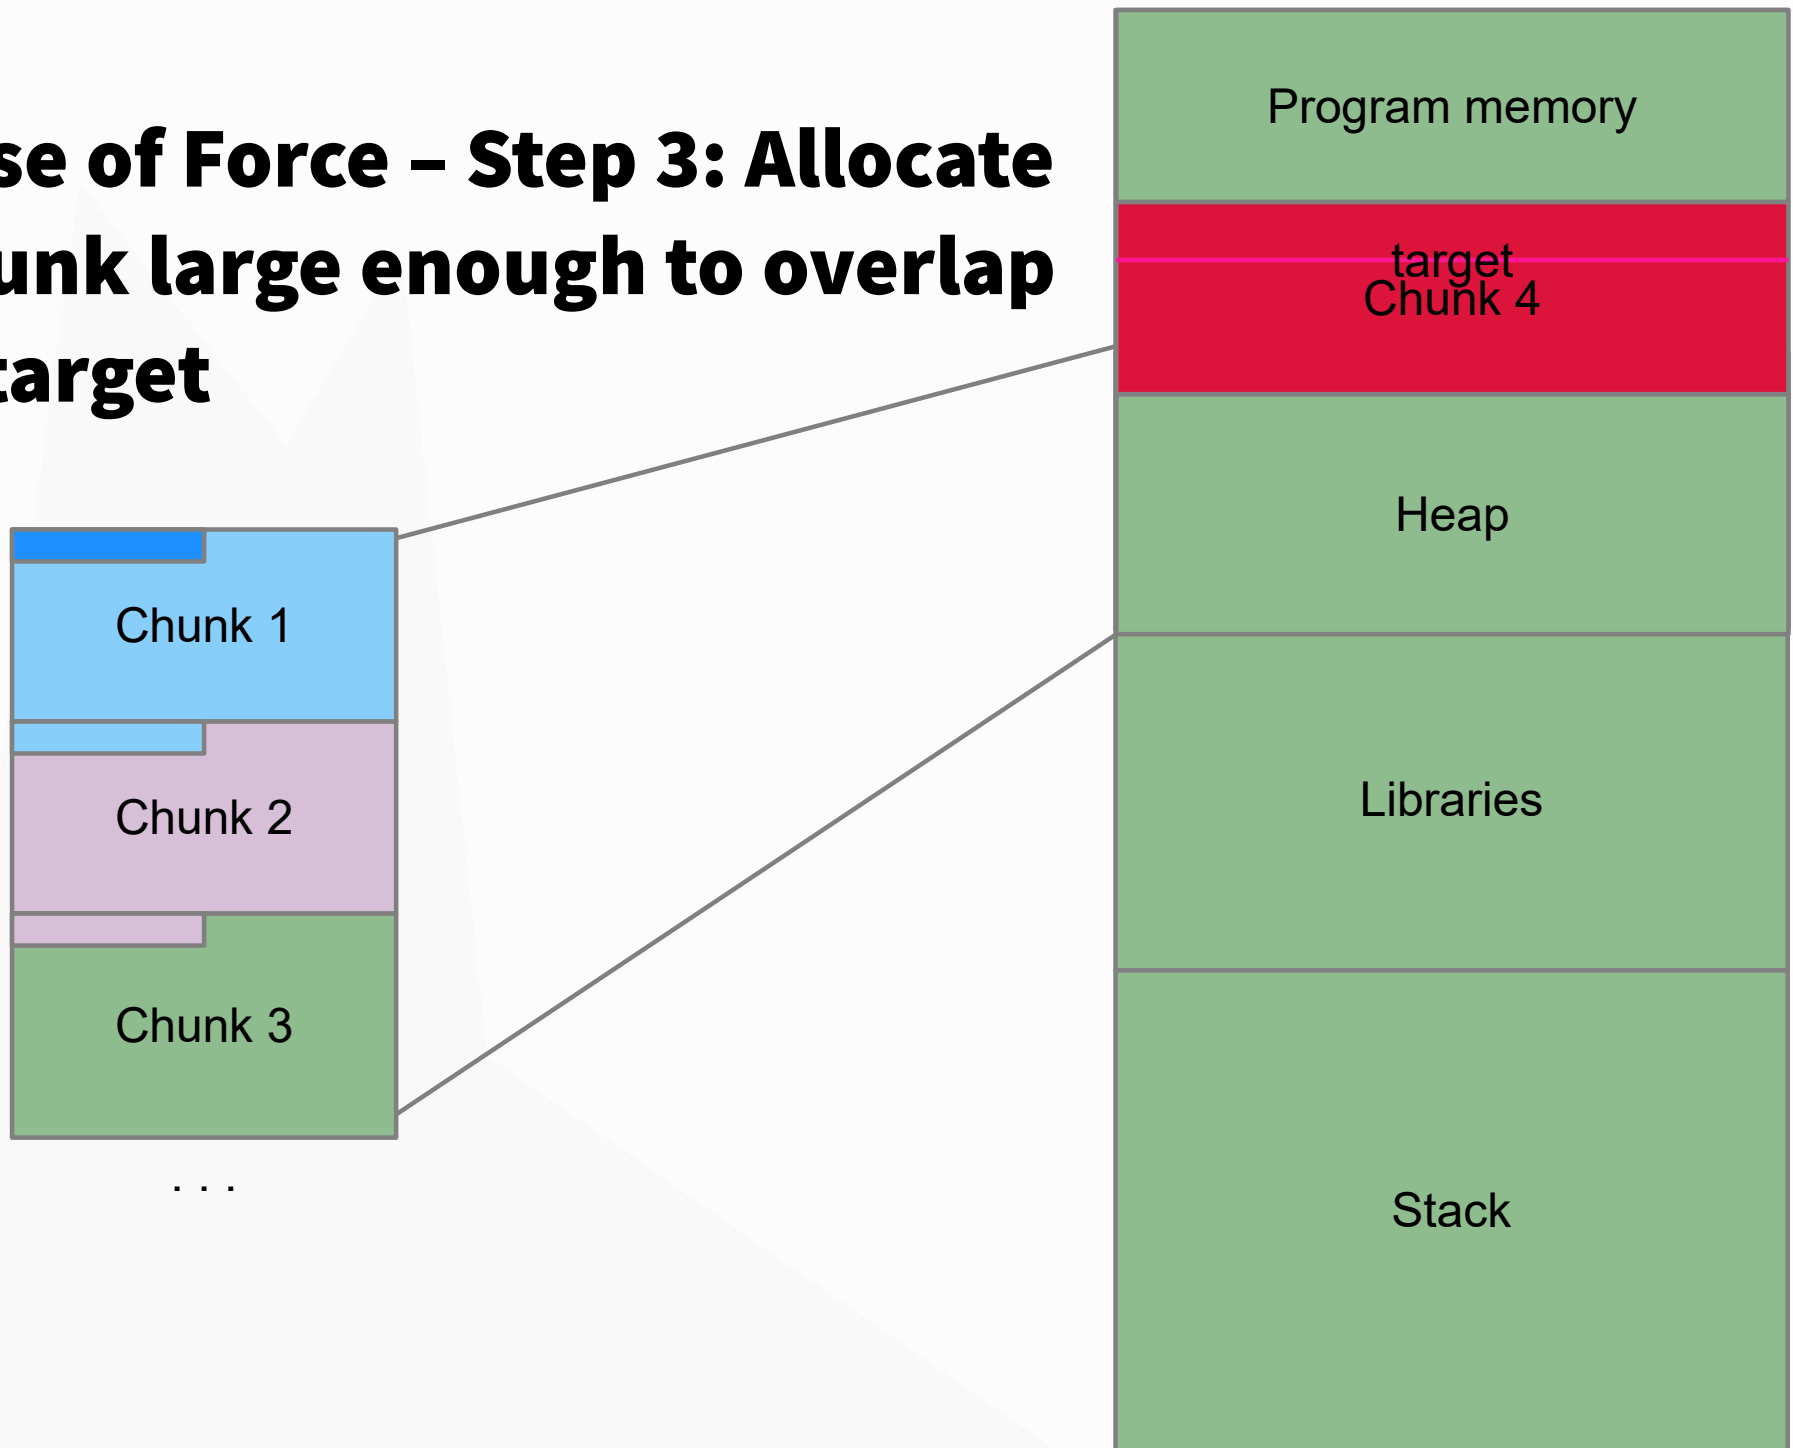 se of Force – Step 3: Allocate
unk large enough to overlap
target
Program memory
target
Chunk 4
Heap
Libraries
Stack
Chunk 1
Chunk 2
Chunk 3
. . .